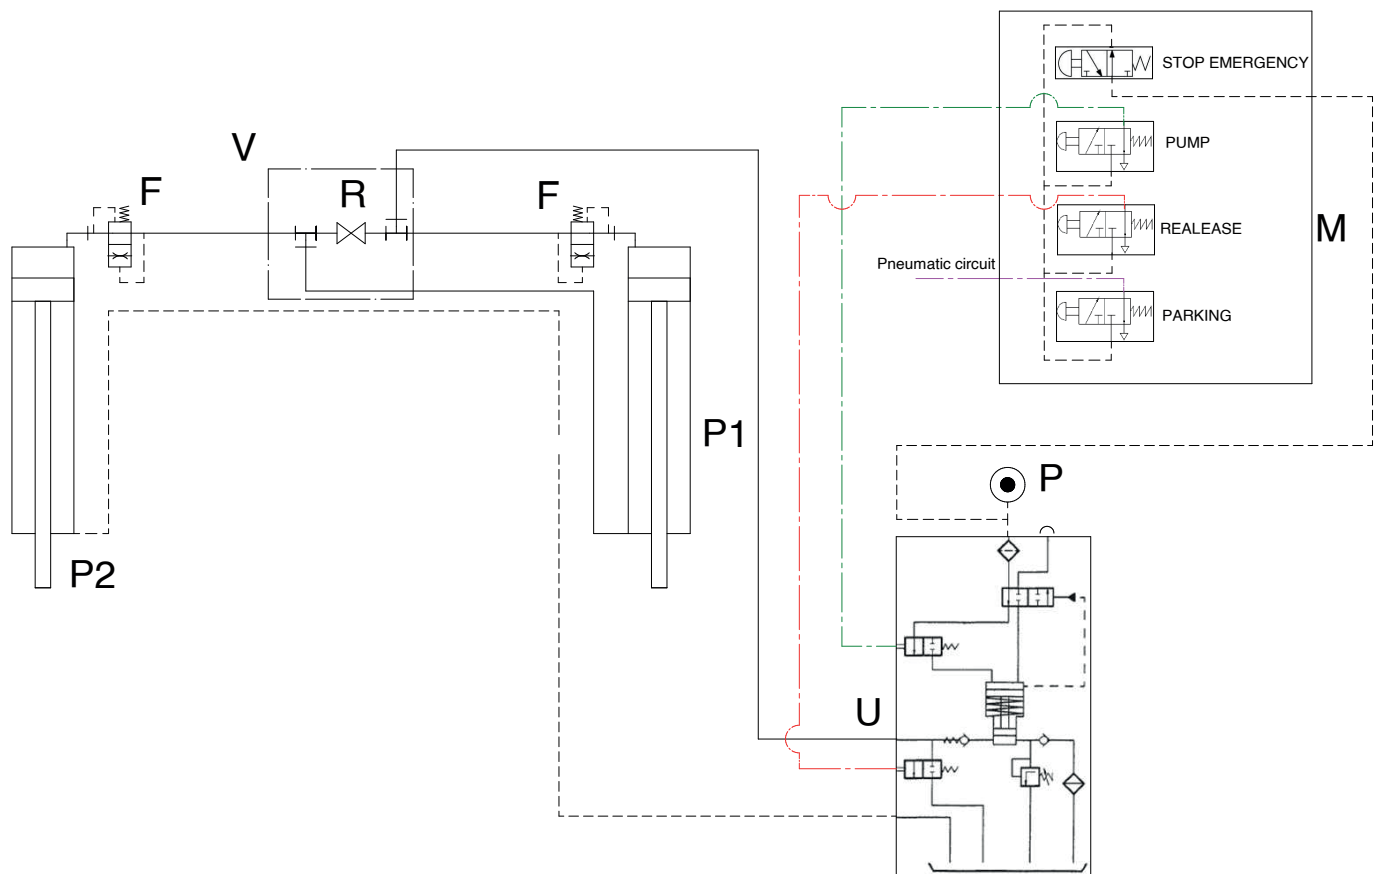 STOP EMERGENCY
V
PUMP
F
R
F
REALEASE
M
Pneumatic circuit
PARKING
P1
P
P2
U